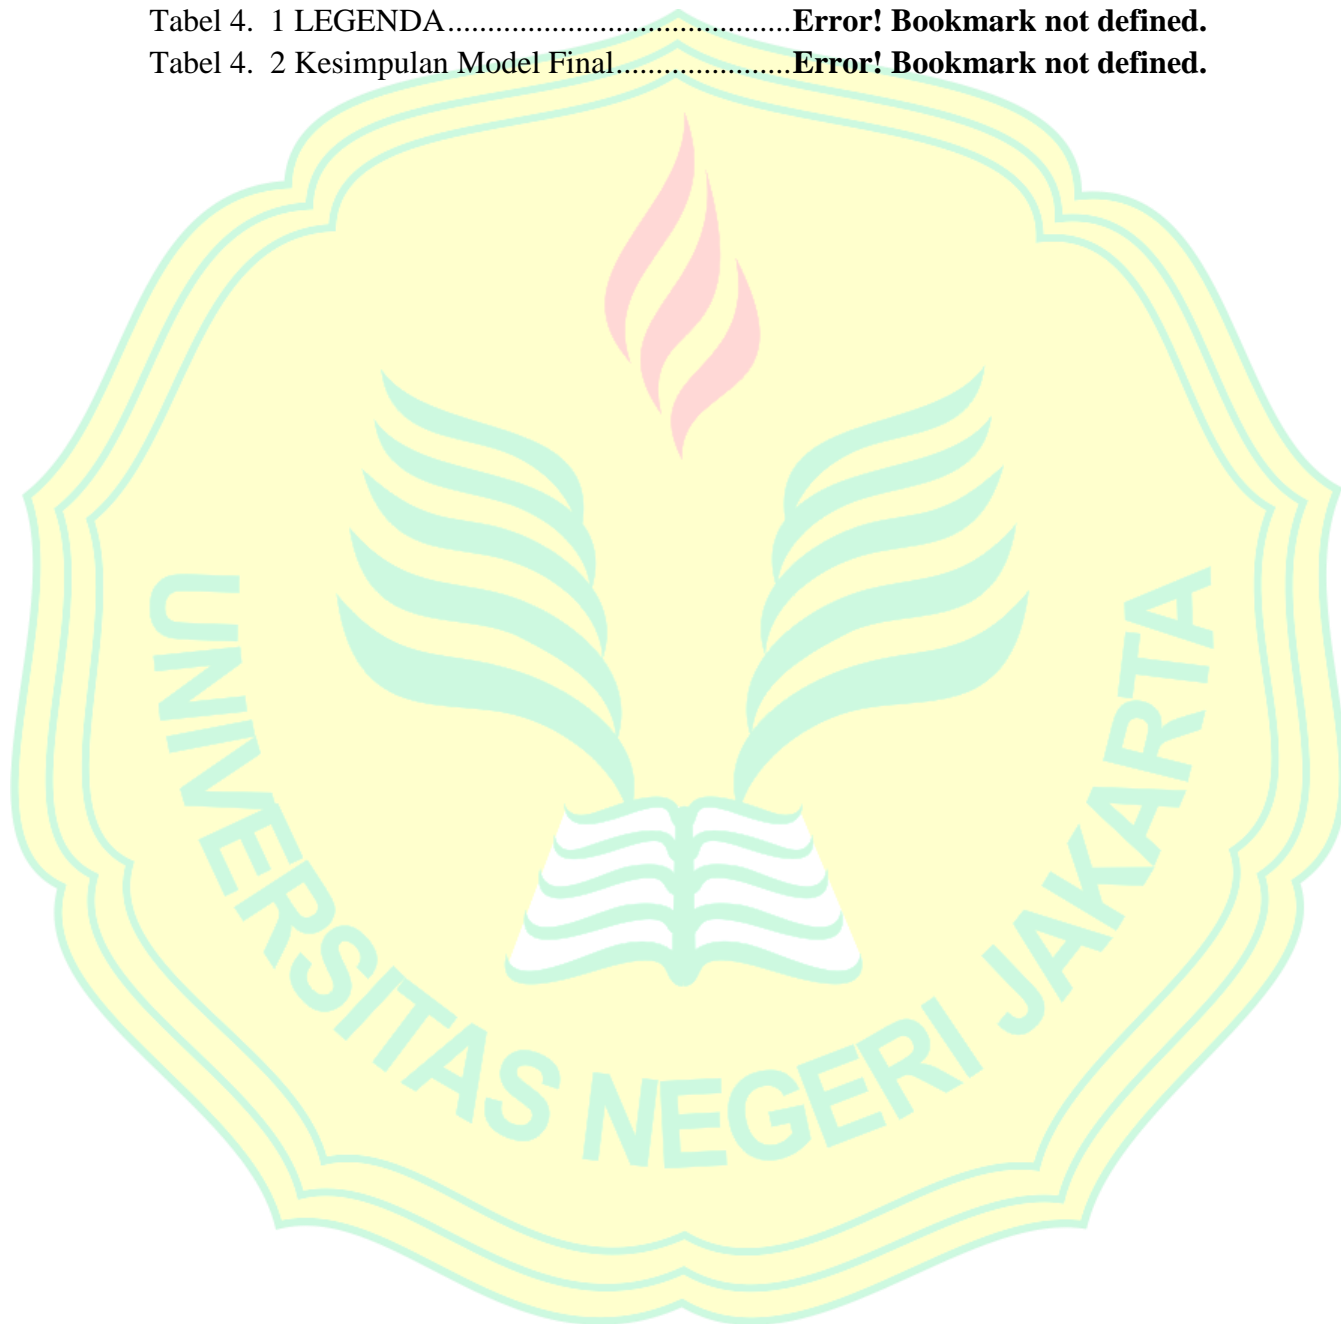 Tabel 4.  1 LEGENDA...........................................Error! Bookmark not defined.
Tabel 4.  2 Kesimpulan Model Final......................Error! Bookmark not defined.
UNIVERSITAS NEGERI JAKARTA